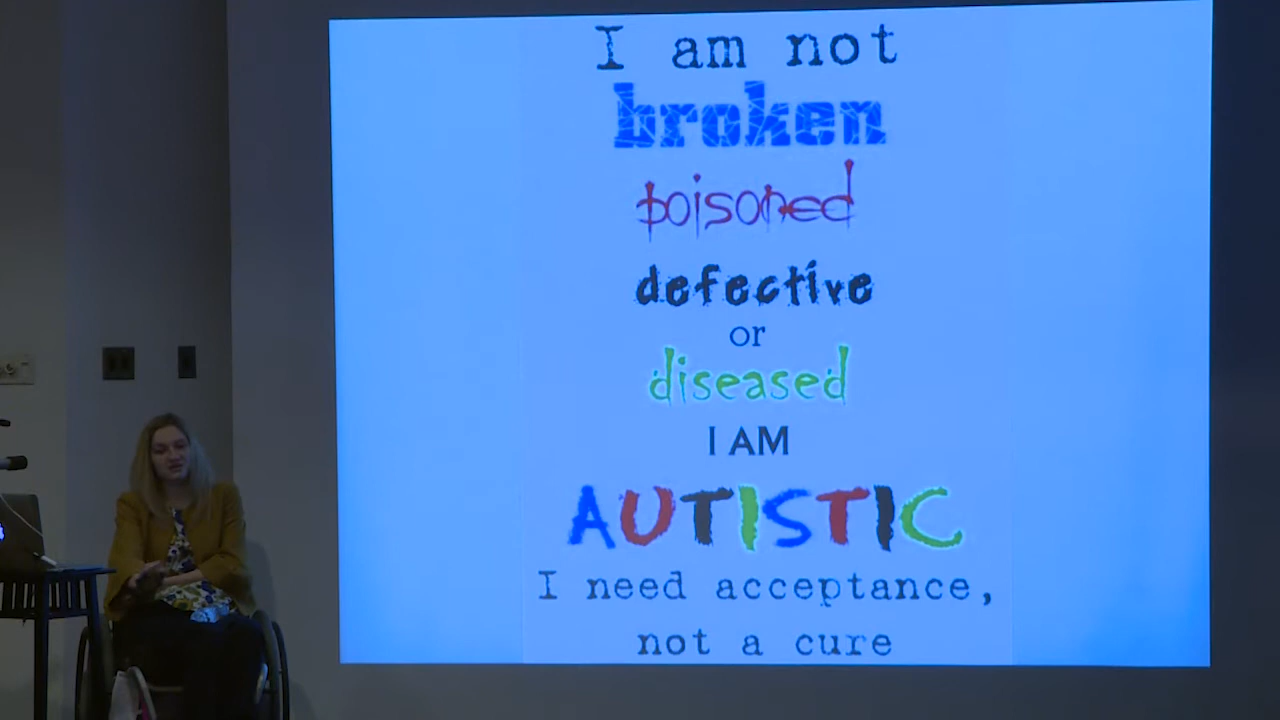 I am not
broken
poisoned
defective
or
diseased
I AM
AUTISTIC
I need acceptance,
not a cure